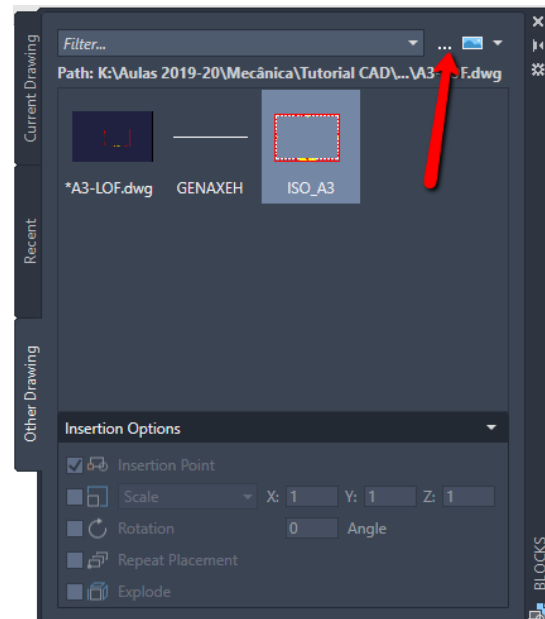 Filter...
...
Path: K:\Aulas 2019-20\Mecânica\Tutorial CAD\...\A3-LOF.dwg
Current Drawing
Recent
Other Drawing
*A3-LOF.dwg
GENAXEH
ISO_A3
Insertion Options
Insertion Point
Scale X: 1 Y: 1 Z: 1
Rotation 0 Angle
Repeat Placement
Explode
BLOCKS